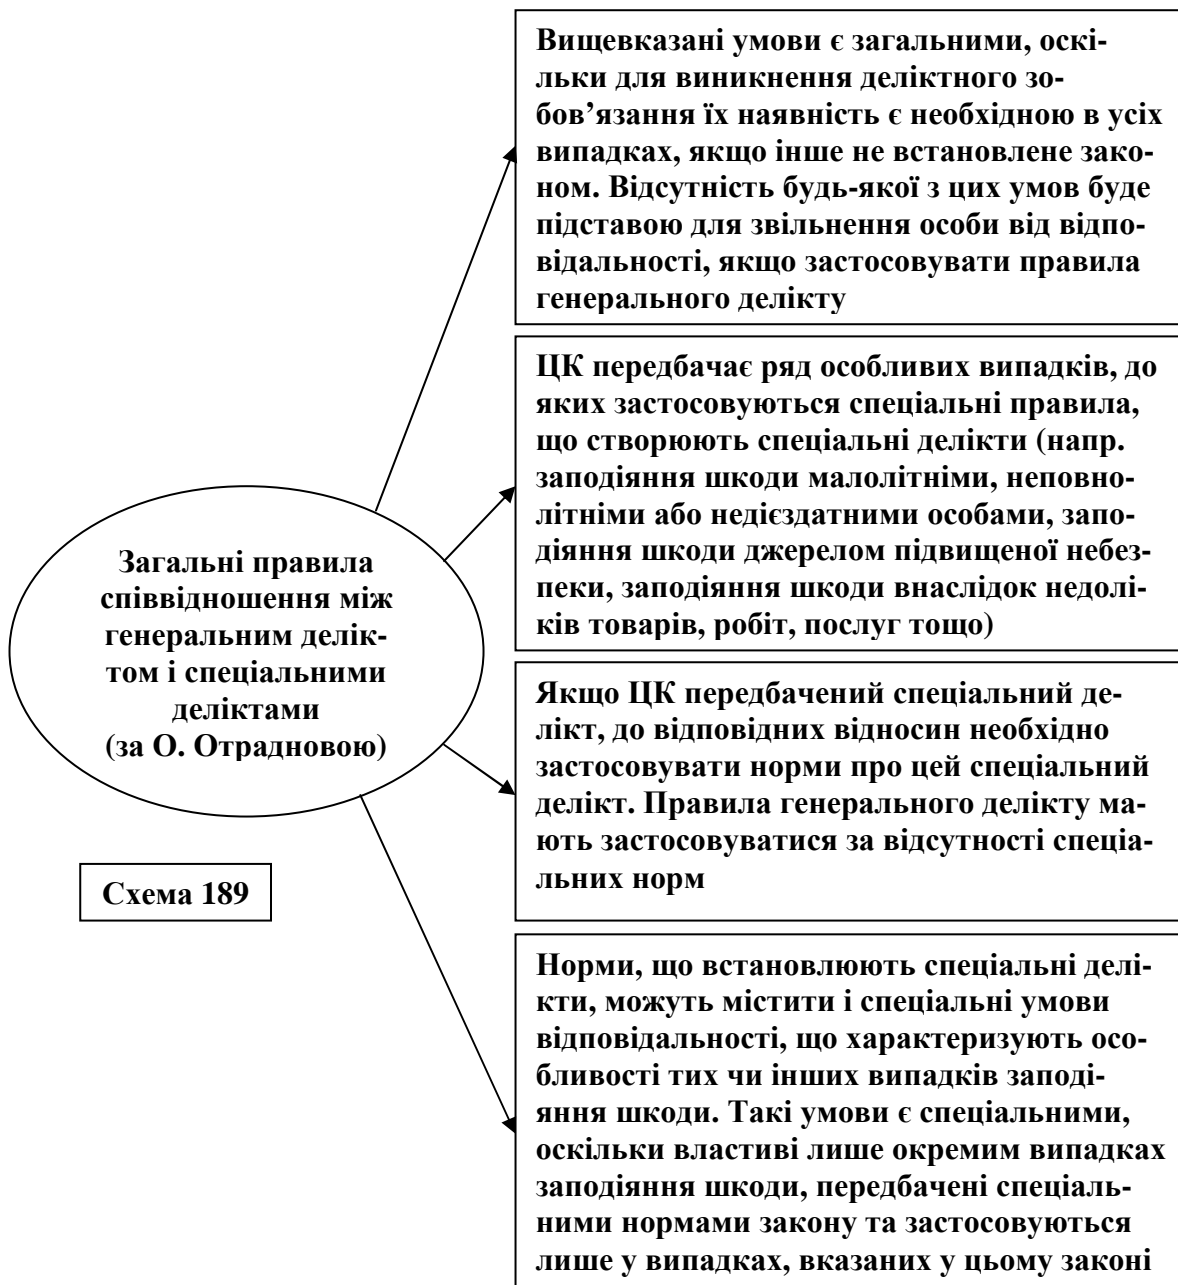 Вищевказані умови є загальними, оскі-
льки для виникнення деліктного зо-
бов’язання їх наявність є необхідною в усіх
випадках, якщо інше не встановлене зако-
ном. Відсутність будь-якої з цих умов буде
підставою для звільнення особи від відпо-
відальності, якщо застосовувати правила
генерального делікту
ЦК передбачає ряд особливих випадків, до
яких застосовуються спеціальні правила,
що створюють спеціальні делікти (напр.
заподіяння шкоди малолітніми, неповно-
літніми або недієздатними особами, запо-
діяння шкоди джерелом підвищеної небез-
пеки, заподіяння шкоди внаслідок недолі-
ків товарів, робіт, послуг тощо)
Загальні правила
співвідношення між
генеральним делік-
том і спеціальними
деліктами
(за О. Отрадновою)
Якщо ЦК передбачений спеціальний де-
лікт, до відповідних відносин необхідно
застосовувати норми про цей спеціальний
делікт. Правила генерального делікту ма-
ють застосовуватися за відсутності спеціа-
льних норм
Схема 189
Норми, що встановлюють спеціальні делі-
кти, можуть містити і спеціальні умови
відповідальності, що характеризують осо-
бливості тих чи інших випадків заподі-
яння шкоди. Такі умови є спеціальними,
оскільки властиві лише окремим випадках
заподіяння шкоди, передбачені спеціаль-
ними нормами закону та застосовуються
лише у випадках, вказаних у цьому законі